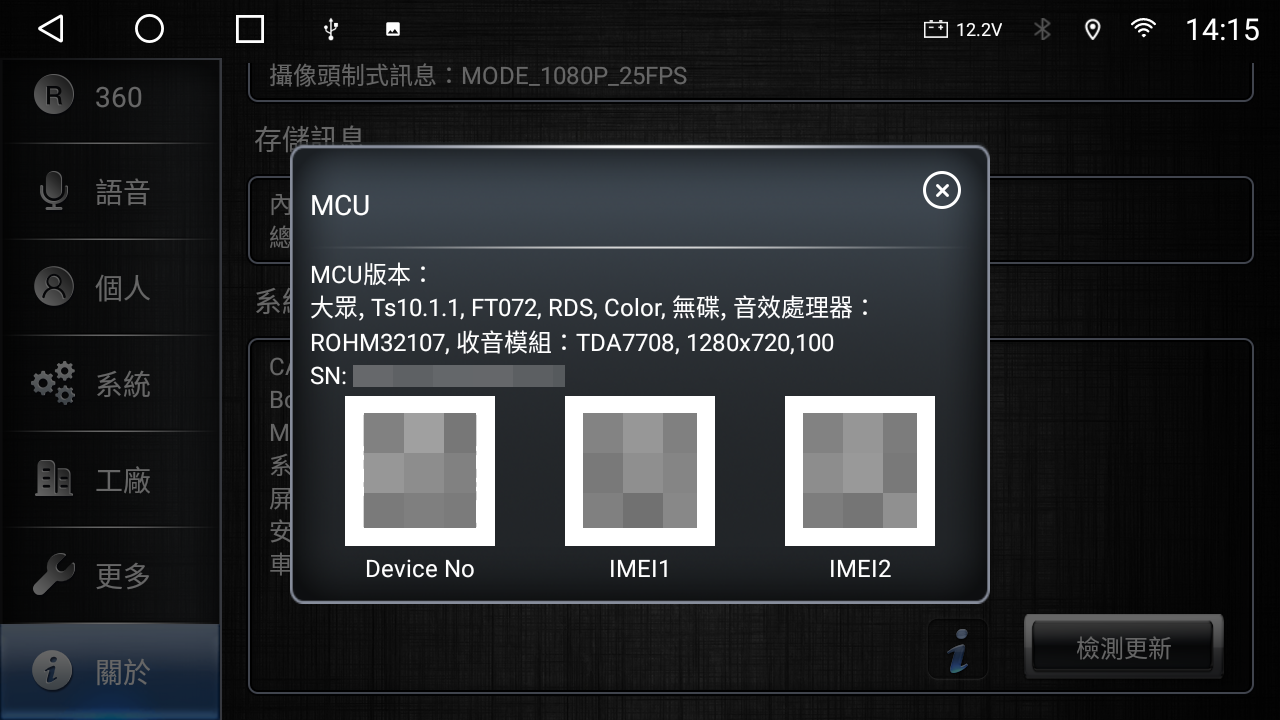 12.2V
14:15
R 360
語音
個人
系統
工廠
更多
關於
攝像頭制式訊息：MODE_1080P_25FPS
存儲訊息
內
總
系統
CA
Bo
M
系
屏
安
車
檢測更新
MCU
MCU版本：
大眾, Ts10.1.1, FT072, RDS, Color, 無碟, 音效處理器：
ROHM32107, 收音模組：TDA7708, 1280x720,100
SN:
Device No
IMEI1
IMEI2